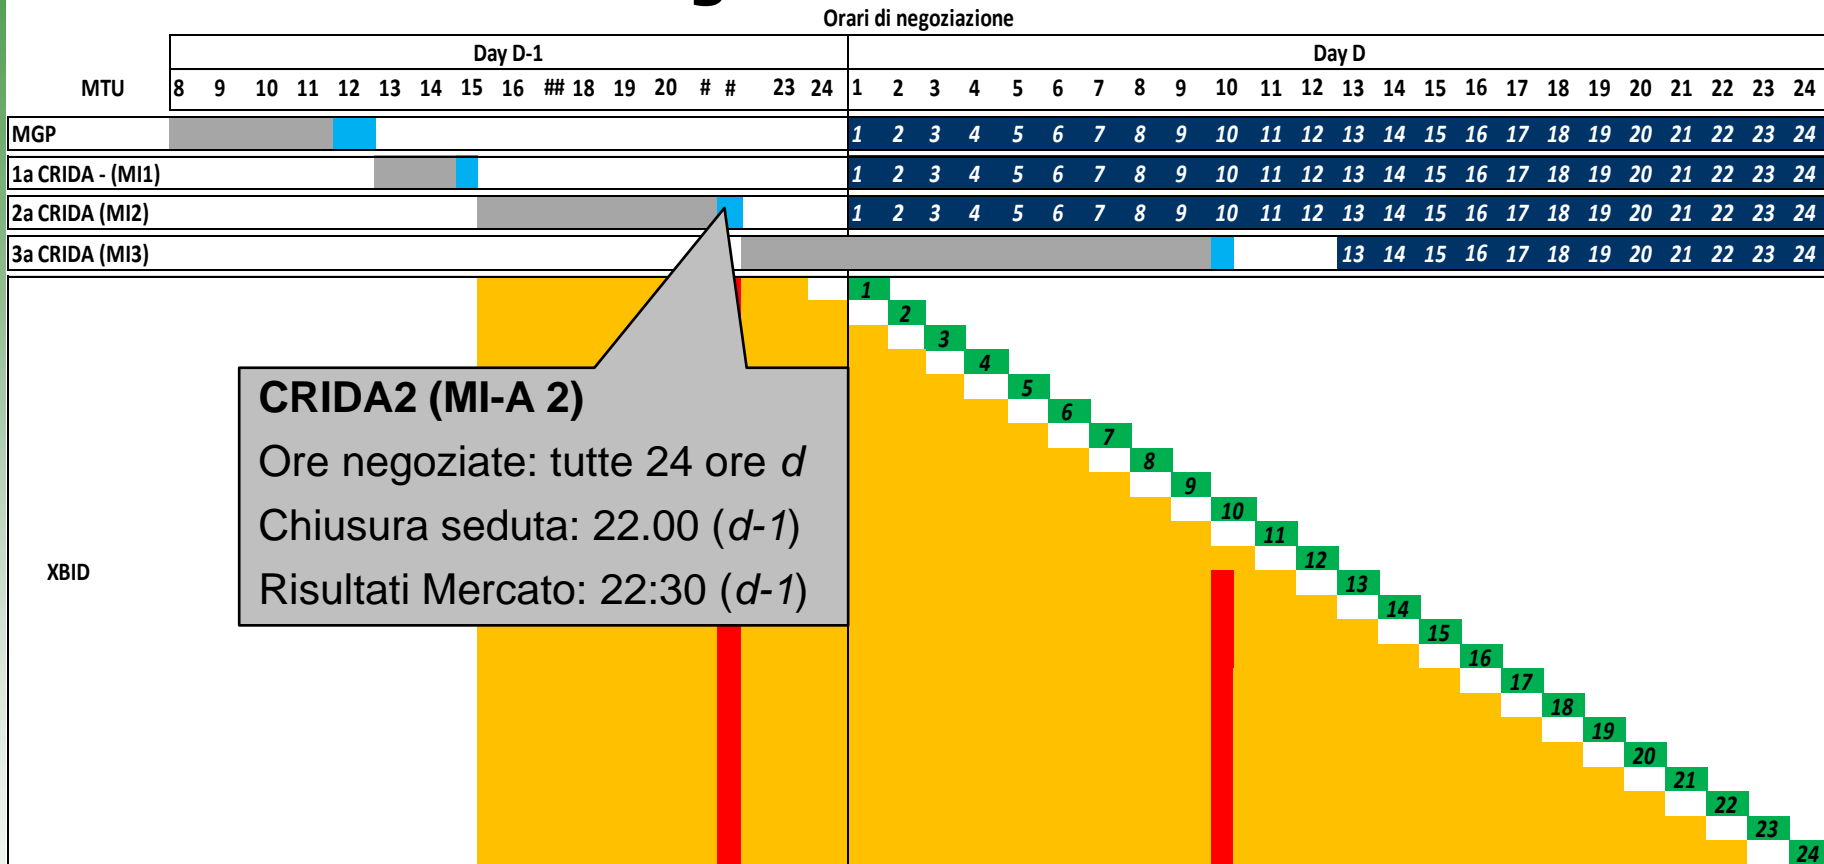 Orari di negoziazione
Day D-1 Day D
MTU 8 9 10 11 12 13 14 15 16 ## 18 19 20 # # 23 24 1 2 3 4 5 6 7 8 9 10 11 12 13 14 15 16 17 18 19 20 21 22 23 24
MGP 1 2 3 4 5 6 7 8 9 10 11 12 13 14 15 16 17 18 19 20 21 22 23 24
1a CRIDA - (MI1) 1 2 3 4 5 6 7 8 9 10 11 12 13 14 15 16 17 18 19 20 21 22 23 24
2a CRIDA (MI2) 1 2 3 4 5 6 7 8 9 10 11 12 13 14 15 16 17 18 19 20 21 22 23 24
3a CRIDA (MI3) 13 14 15 16 17 18 19 20 21 22 23 24
1
2
3
4
5
6
7
8
9
10
11
12
13
14
15
16
17
18
19
20
21
22
23
24
CRIDA2 (MI-A 2)
Ore negoziate: tutte 24 ore d
Chiusura seduta: 22.00 (d-1)
Risultati Mercato: 22:30 (d-1)
XBID